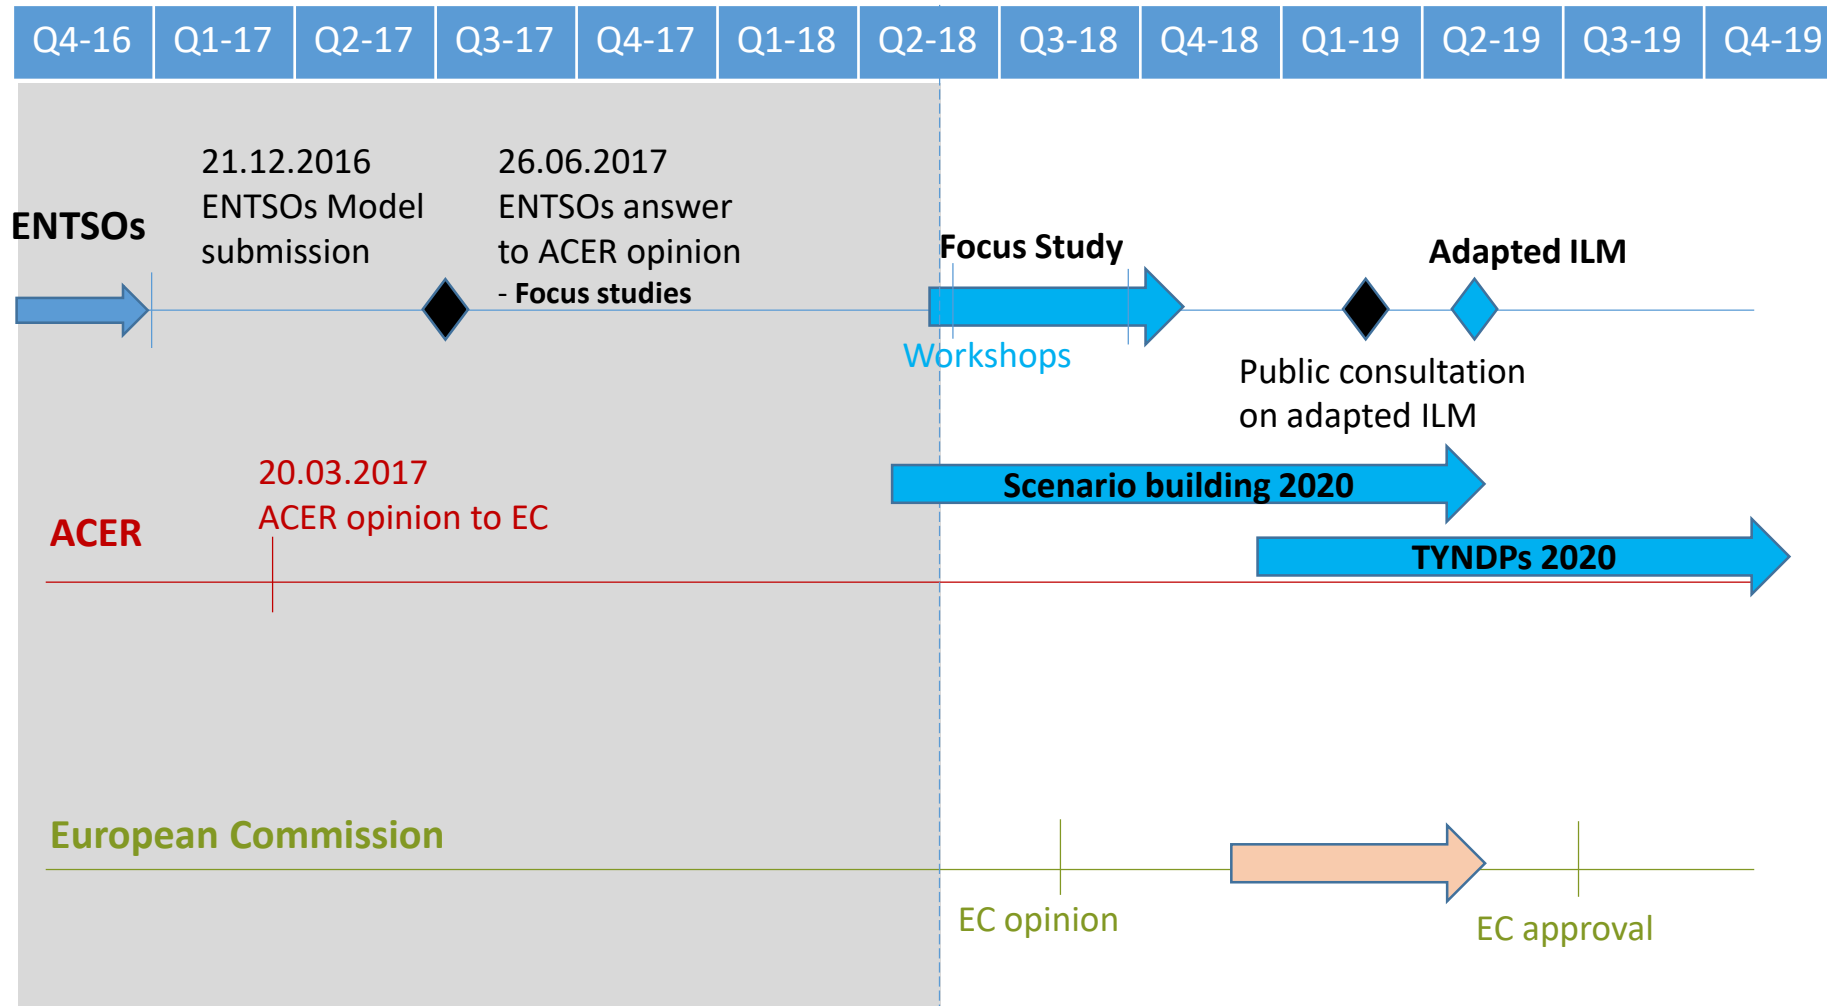 Q4-16 Q1-17 Q2-17 Q3-17 Q4-17 Q1-18 Q2-18 Q3-18 Q4-18 Q1-19 Q2-19 Q3-19 Q4-19
ENTSOs
21.12.2016
ENTSOs Model
submission
26.06.2017
ENTSOs answer
to ACER opinion
- Focus studies
Focus Study
Workshops
Adapted ILM
Public consultation
on adapted ILM
Scenario building 2020
ACER
20.03.2017
ACER opinion to EC
TYNDPs 2020
European Commission
EC opinion
EC approval